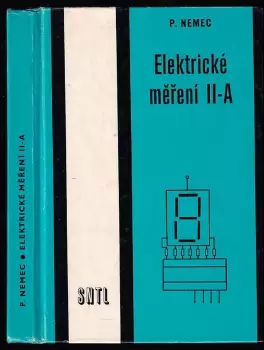 P. NEMEC
Elektrické
měření II-A
SNTL
P. NEMEC ● ELEKTRICKÉ MĚŘENÍ II-A